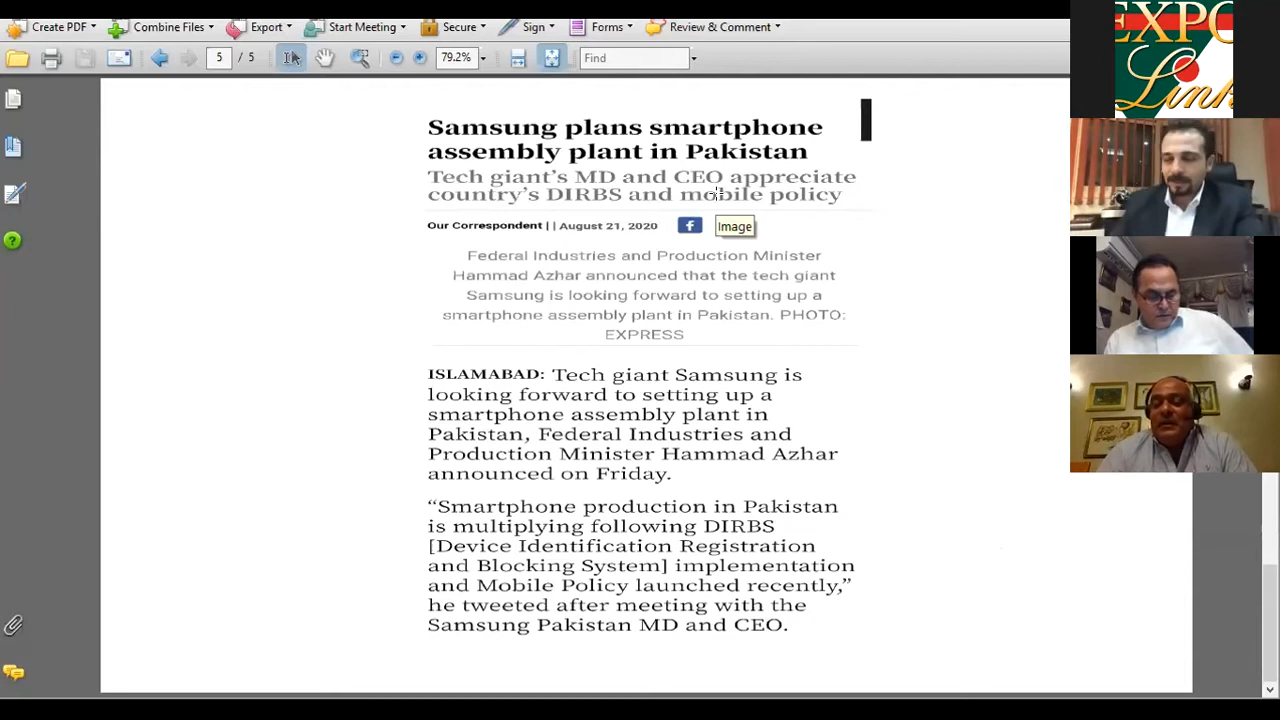 Create PDF
Combine Files
Export
Start Meeting
Secure
Sign
Forms
Review & Comment
5 / 5
79.2%
Find
Samsung plans smartphone
assembly plant in Pakistan
Tech giant's MD and CEO appreciate
country's DIRBS and mobile policy
Our Correspondent | | August 21, 2020
f
Image
Federal Industries and Production Minister
Hammad Azhar announced that the tech giant
Samsung is looking forward to setting up a
smartphone assembly plant in Pakistan. PHOTO:
EXPRESS
ISLAMABAD: Tech giant Samsung is
looking forward to setting up a
smartphone assembly plant in
Pakistan, Federal Industries and
Production Minister Hammad Azhar
announced on Friday.
“Smartphone production in Pakistan
is multiplying following DIRBS
[Device Identification Registration
and Blocking System] implementation
and Mobile Policy launched recently,”
he tweeted after meeting with the
Samsung Pakistan MD and CEO.
EXPO
Link